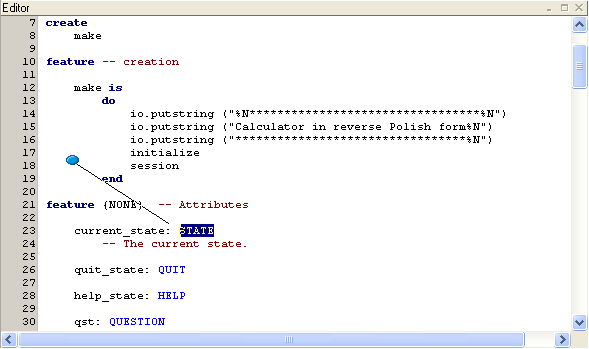 Editor
7 create
8 make
9
10 feature -- creation
11
12 make is
13 do
14 io.putstring ("%N*********************************%N")
15 io.putstring ("Calculator in reverse Polish form%N")
16 io.putstring ("*********************************%N")
17 initialize
18 session
19 end
20
21 feature {NONE} -- Attributes
22
23 current_state: STATE
24 -- The current state.
25
26 quit_state: QUIT
27
28 help_state: HELP
29
30 qst: QUESTION